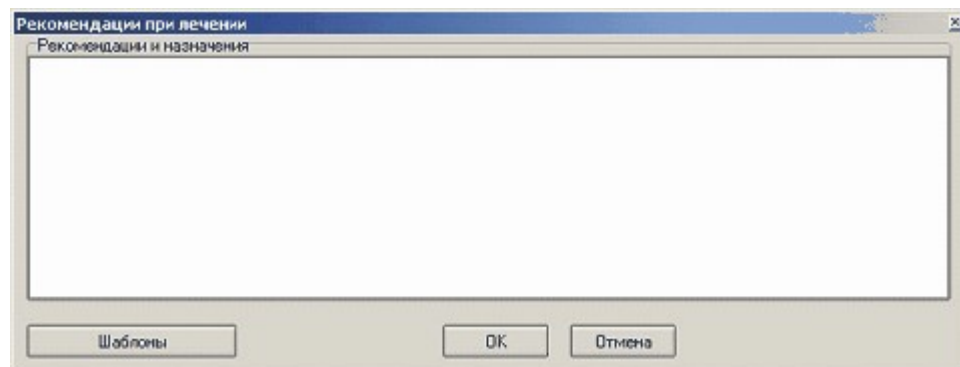 Рекомендации при лечении
Рекомендации и назначения
Шаблоны
OK
Отмена